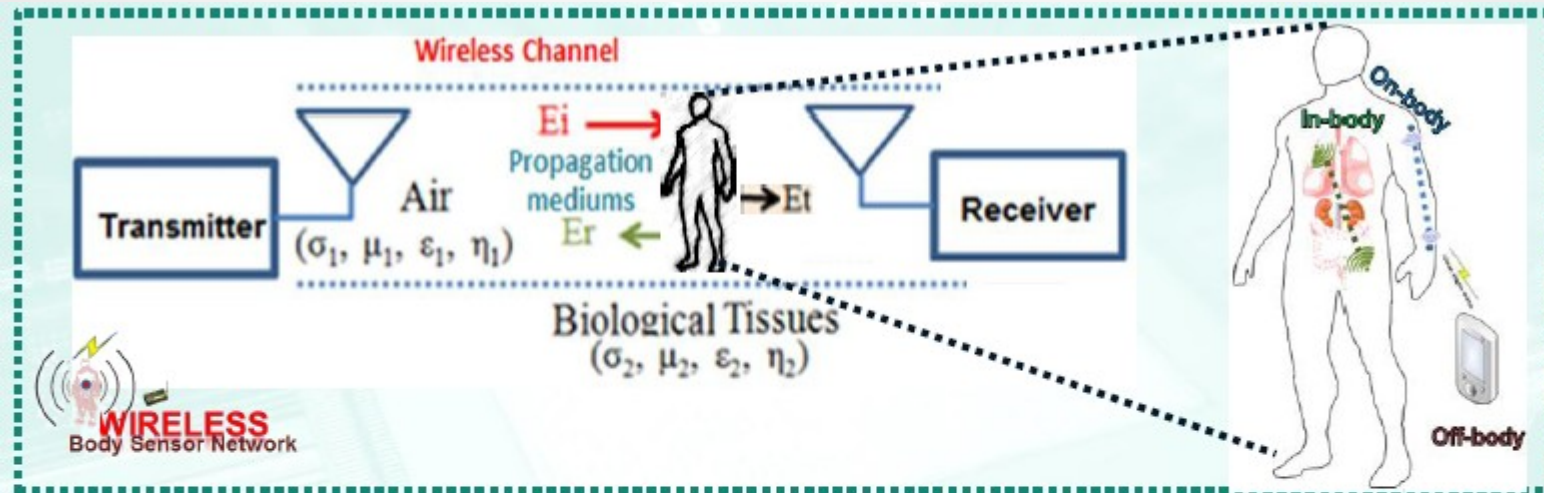 Wireless Channel
Ei
Propagation
mediums
Er
Et
Transmitter
Air
(σ₁, μ₁, ε₁, η₁)
Receiver
Biological Tissues
(σ₂, μ₂, ε₂, η₂)
WIRELESS
Body Sensor Network
In-body
On-body
Off-body